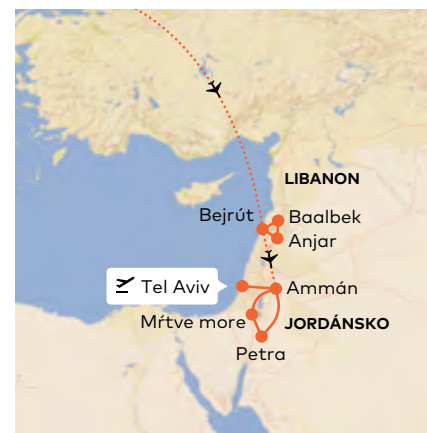 LIBANON
Bejrút
Baalbek
Anjar
Tel Aviv
Ammán
Mŕtve more
JORDÁNSKO
Petra